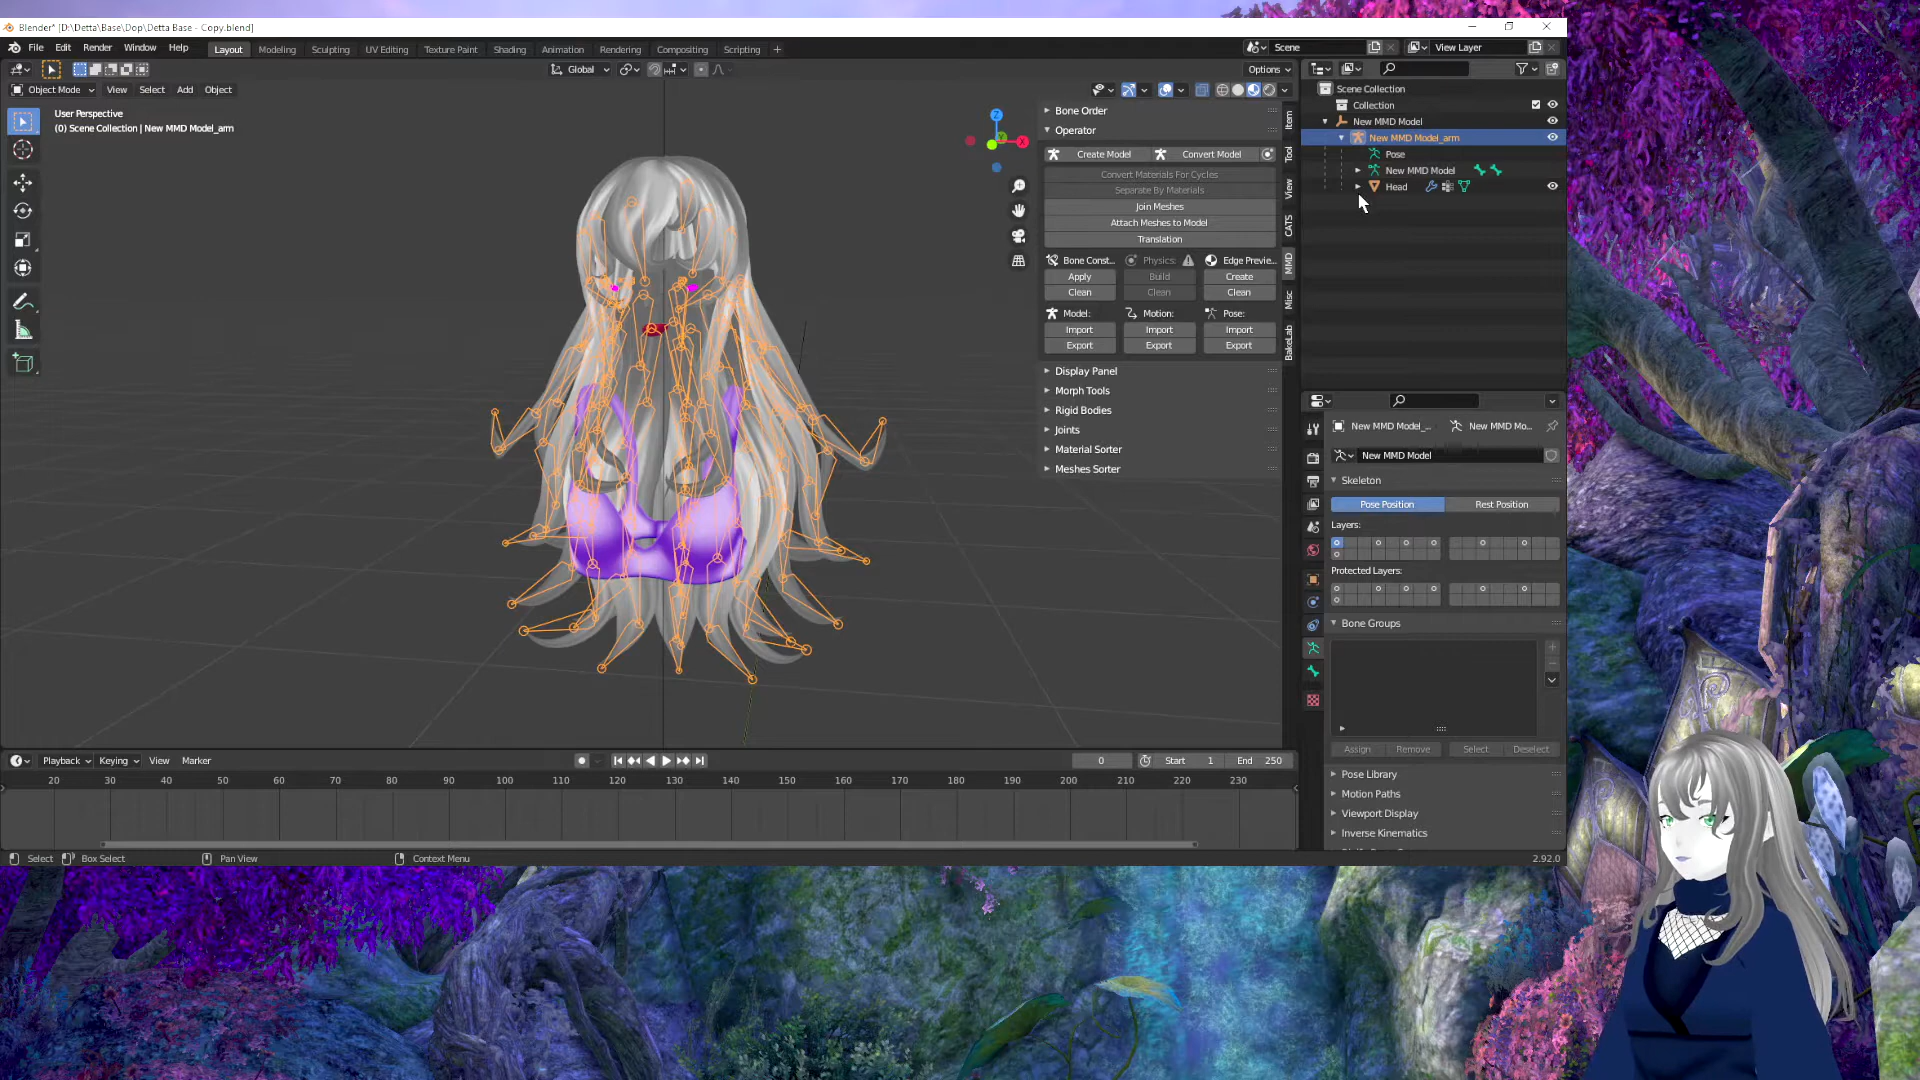 Blender* [D:\Detta\Base\Dop\Detta Base - Copy.blend]
File Edit Render Window Help Layout Modeling Sculpting UV Editing Texture Paint Shading Animation Rendering Compositing Scripting + Scene View Layer
Global Options
Object Mode View Select Add Object
User Perspective
(0) Scene Collection | New MMD Model_arm
Z
X
Bone Order
Operator
Create Model Convert Model
Convert Materials For Cycles
Separate By Materials
Join Meshes
Attach Meshes to Model
Translation
Bone Const... Physics: Edge Previe...
Apply Build Create
Clean Clean Clean
Model: Motion: Pose:
Import Import Import
Export Export Export
Display Panel
Morph Tools
Rigid Bodies
Joints
Material Sorter
Meshes Sorter
Item
Tool
View
CATS
MMD
Misc
BakeLab
Scene Collection
Collection
New MMD Model
New MMD Model_arm
Pose
New MMD Model
Head
New MMD Model_... New MMD Mo...
New MMD Model
Skeleton
Pose Position Rest Position
Layers:
Protected Layers:
Bone Groups
Assign Remove Select Deselect
Pose Library
Motion Paths
Viewport Display
Inverse Kinematics
Playback Keying View Marker 0 Start 1 End 250
20 30 40 50 60 70 80 90 100 110 120 130 140 150 160 170 180 190 200 210 220 230
Select Box Select Pan View Context Menu 2.92.0